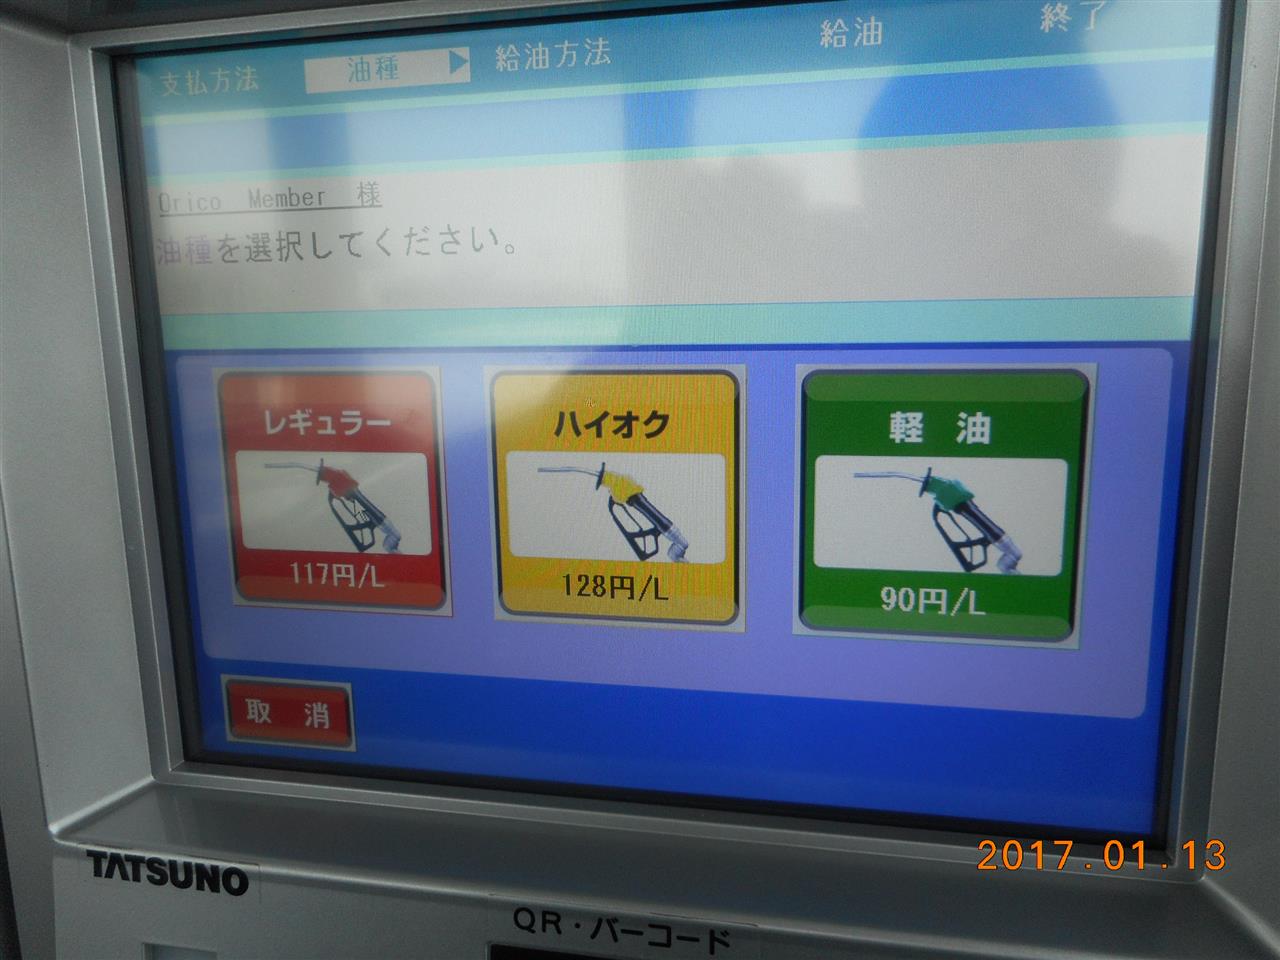 支払方法 油種 給油方法 給油 終了
Orico Member 様
油種を選択してください。
レギュラー
117円/L
ハイオク
128円/L
軽 油
90円/L
取 消
TATSUNO
QR・バーコード
2017.01.13